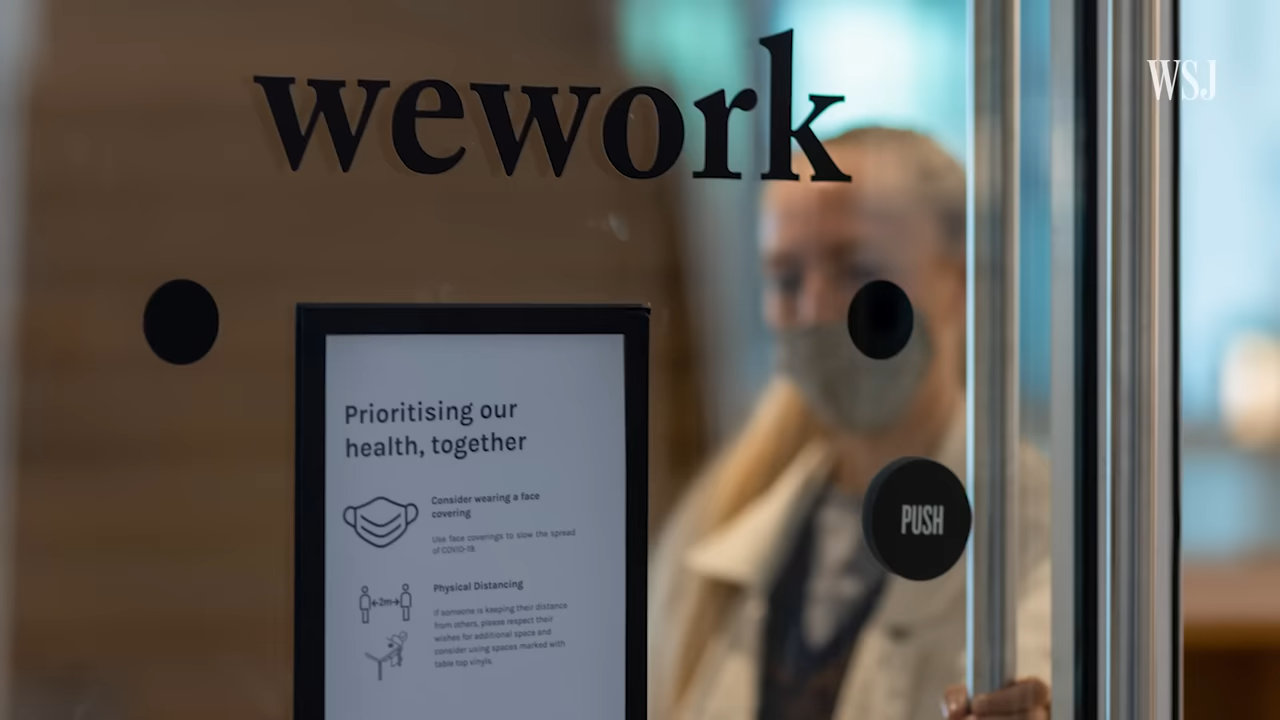 wework
WSJ
Prioritising our
health, together
Consider wearing a face
covering
Use face coverings to slow the spread
of COVID-19.
2m
Physical Distancing
If someone is keeping their distance
from others, please respect their
wishes for additional space and
consider using spaces marked with
table top vinyls.
PUSH